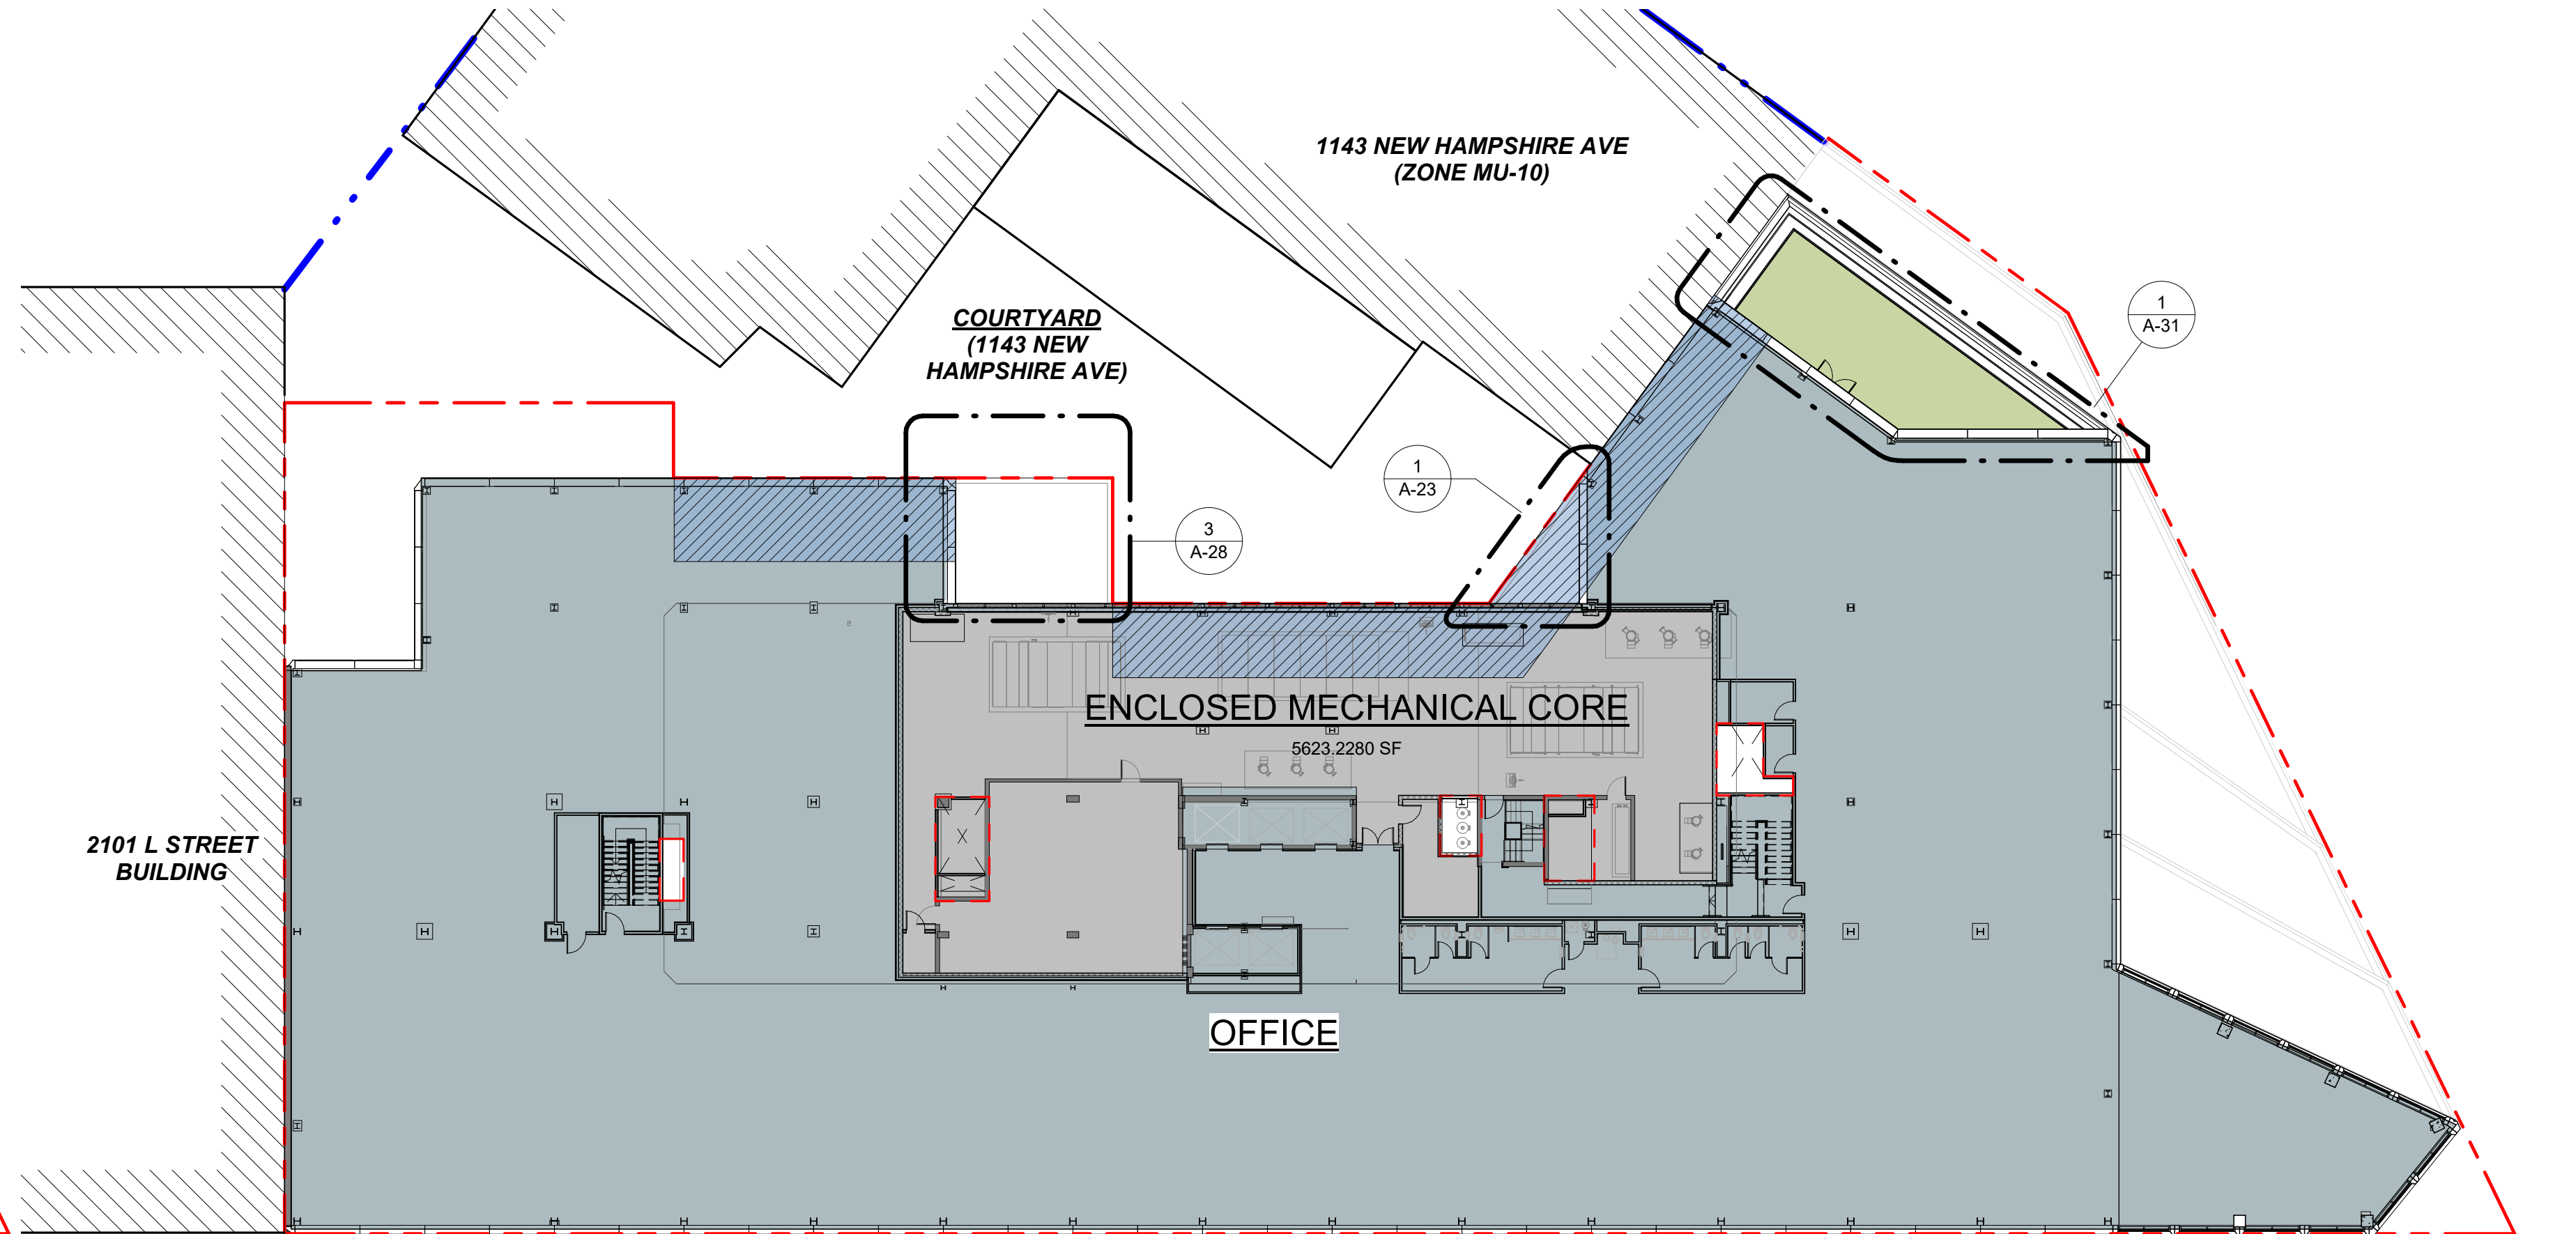 1143 NEW HAMPSHIRE AVE
(ZONE MU-10)
1
A-31
COURTYARD
(1143 NEW
HAMPSHIRE AVE)
1
A-23
3
A-28
ENCLOSED MECHANICAL CORE
5623.2280 SF
2101 L STREET
BUILDING
OFFICE